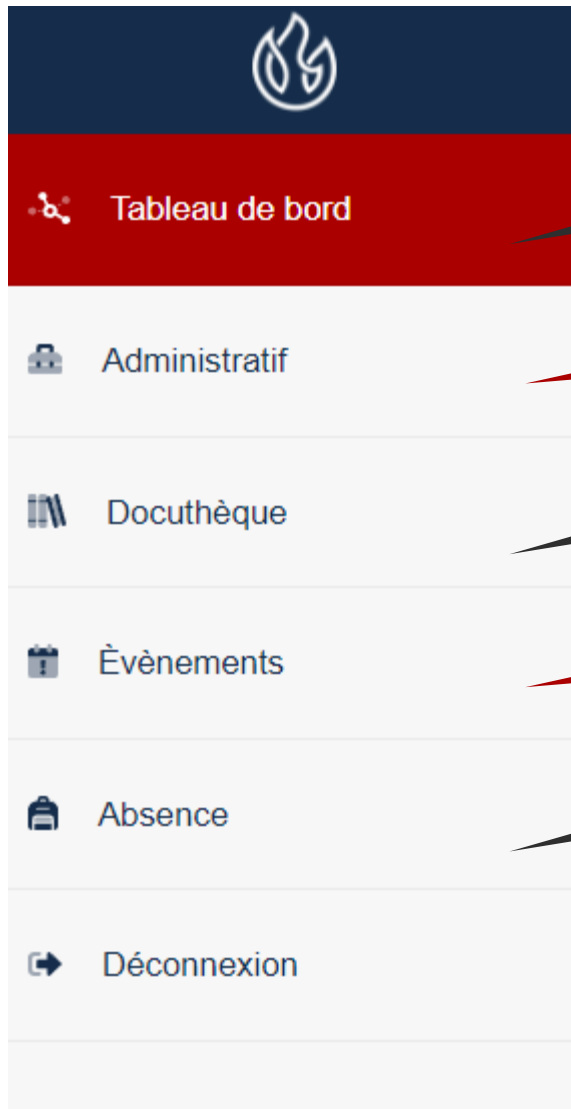 Tableau de bord
Administratif
Docuthèque
Èvènements
Absence
Déconnexion